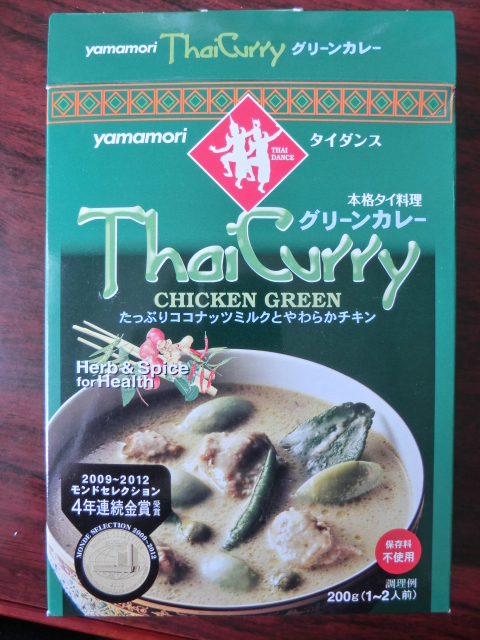 yamamori ThaiCurry グリーンカレー
yamamori
THAI
DANCE
タイダンス
本格タイ料理
グリーンカレー
ThaiCurry
CHICKEN GREEN
たっぷりココナッツミルクとやわらかチキン
Herb & Spice
for Health
2009~2012
モンドセレクション
4年連続金賞受賞
MONDE SELECTION 2009-2012
保存料
不使用
調理例
200g(1~2人前)